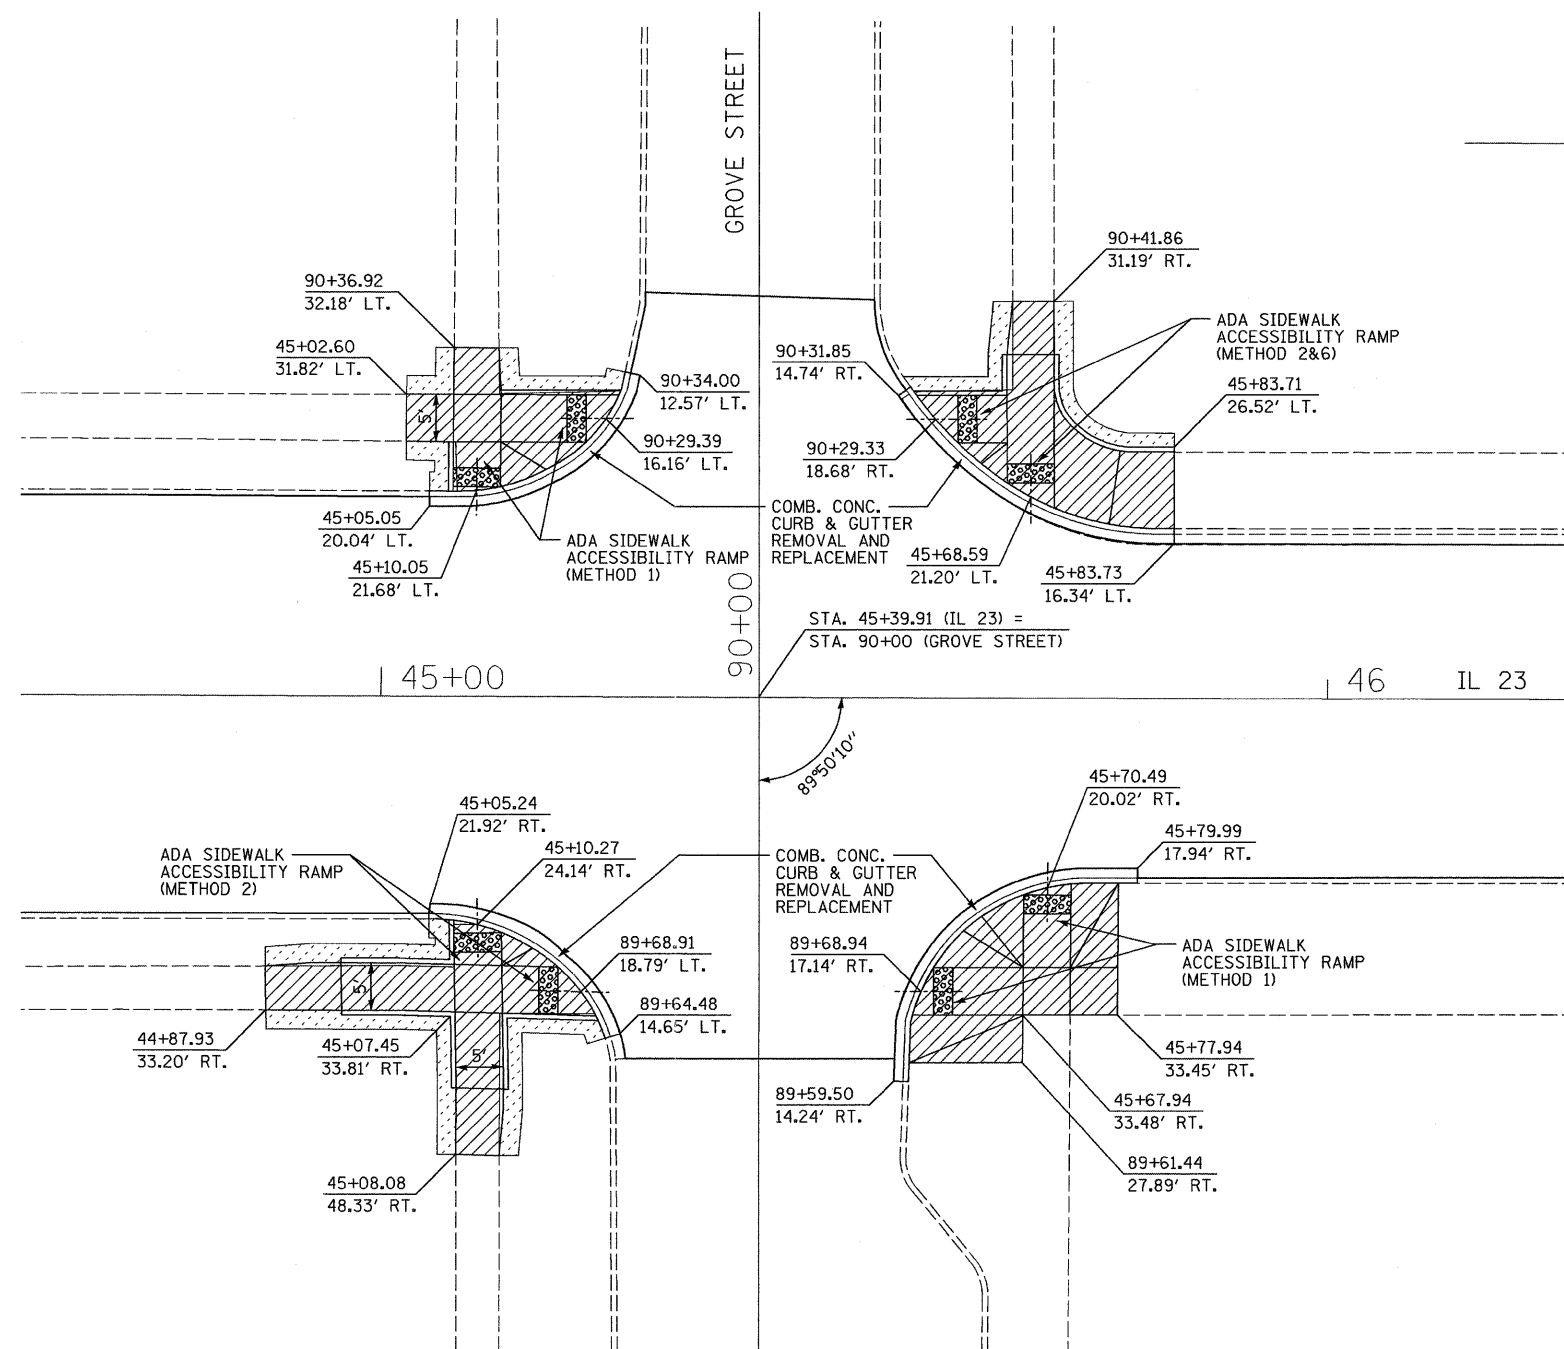 GROVE STREET
90+36.92
32.18' LT.
45+02.60
31.82' LT.
5'
90+34.00
12.57' LT.
90+29.39
16.16' LT.
45+05.05
20.04' LT.
45+10.05
21.68' LT.
ADA SIDEWALK
ACCESSIBILITY RAMP
(METHOD 1)
90+41.86
31.19' RT.
ADA SIDEWALK
ACCESSIBILITY RAMP
(METHOD 2&6)
90+31.85
14.74' RT.
45+83.71
26.52' LT.
90+29.33
18.68' RT.
COMB. CONC.
CURB & GUTTER
REMOVAL AND
REPLACEMENT
45+68.59
21.20' LT.
45+83.73
16.34' LT.
90+00
STA. 45+39.91 (IL 23) =
STA. 90+00 (GROVE STREET)
45+00
46
IL 23
89°50'10"
45+05.24
21.92' RT.
ADA SIDEWALK
ACCESSIBILITY RAMP
(METHOD 2)
45+10.27
24.14' RT.
COMB. CONC.
CURB & GUTTER
REMOVAL AND
REPLACEMENT
45+70.49
20.02' RT.
45+79.99
17.94' RT.
89+68.91
18.79' LT.
89+68.94
17.14' RT.
ADA SIDEWALK
ACCESSIBILITY RAMP
(METHOD 1)
5'
89+64.48
14.65' LT.
44+87.93
33.20' RT.
45+07.45
33.81' RT.
5'
45+77.94
33.45' RT.
89+59.50
14.24' RT.
45+67.94
33.48' RT.
89+61.44
27.89' RT.
45+08.08
48.33' RT.